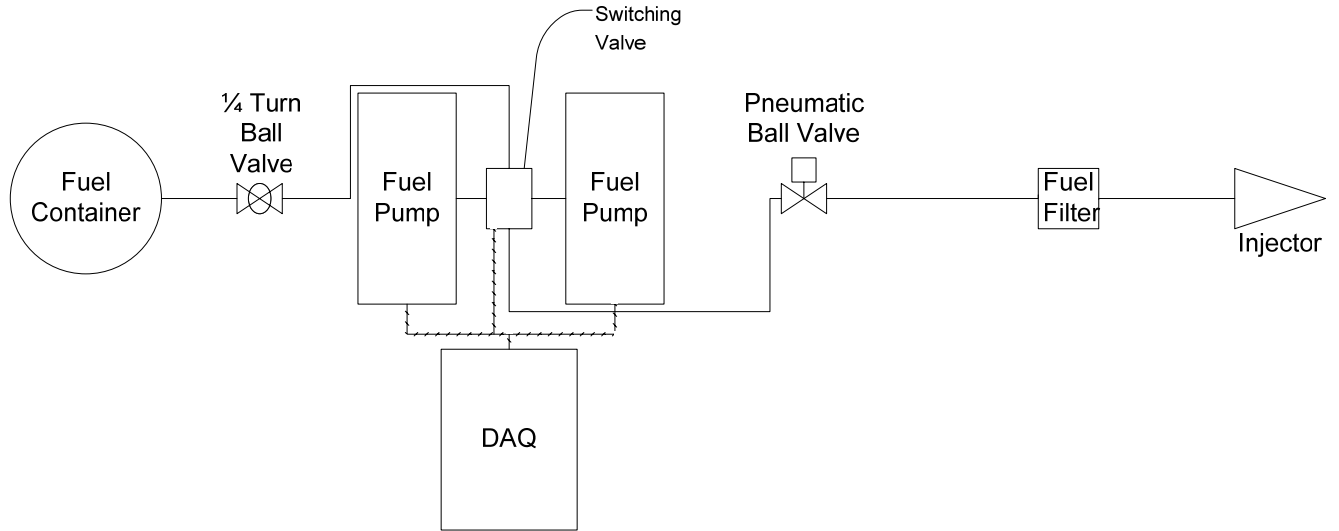 Switching
Valve
¼ Turn
Ball
Valve
Pneumatic
Ball Valve
Fuel
Container
Fuel
Pump
Fuel
Pump
Fuel
Filter
Injector
DAQ